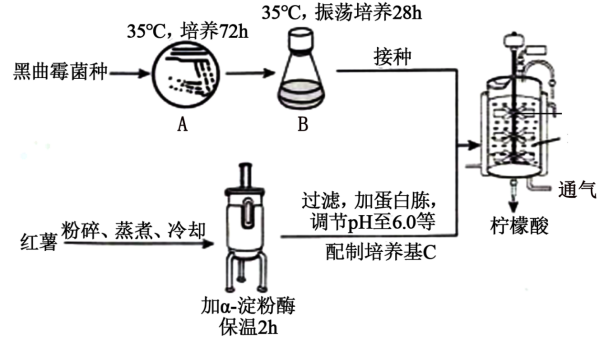 35℃，培养72h
35℃，振荡培养28h
黑曲霉菌种
接种
A
B
通气
柠檬酸
红薯
粉碎、蒸煮、冷却
过滤，加蛋白胨，
调节pH至6.0等
配制培养基C
加α-淀粉酶
保温2h